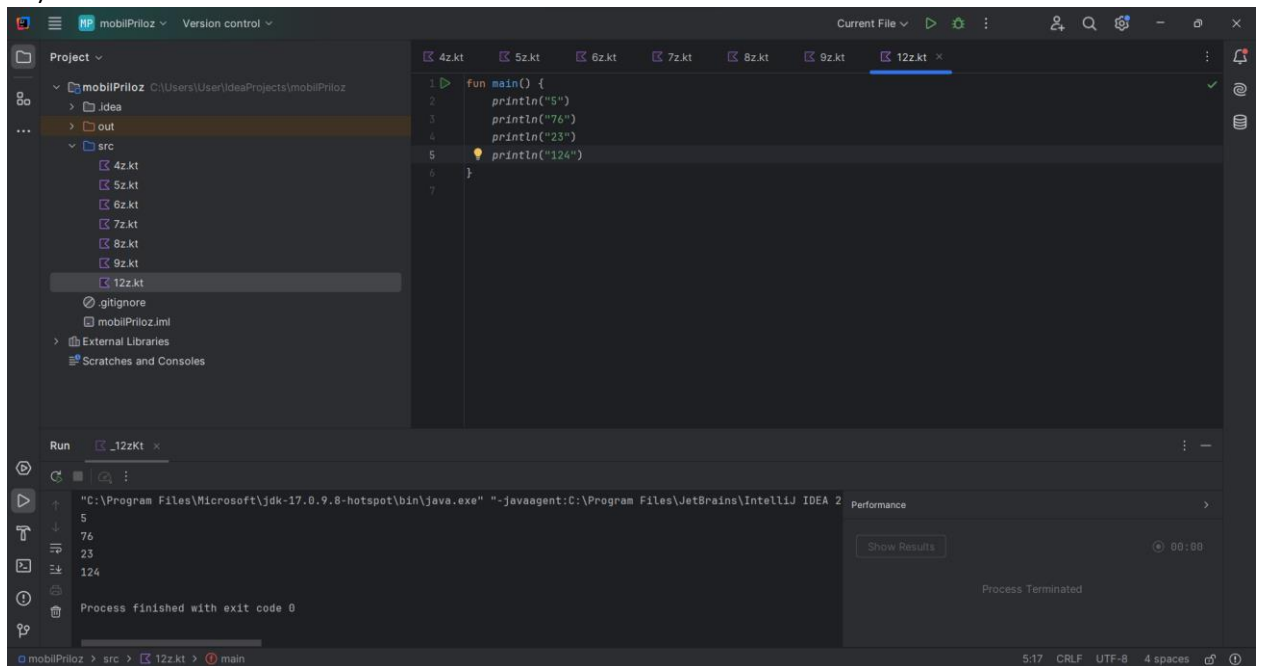 MP mobilPriloz Version control Current File
Project
4z.kt 5z.kt 6z.kt 7z.kt 8z.kt 9z.kt 12z.kt
mobilPriloz C:\Users\User\IdeaProjects\mobilPriloz
.idea
out
src
4z.kt
5z.kt
6z.kt
7z.kt
8z.kt
9z.kt
12z.kt
.gitignore
mobilPriloz.iml
External Libraries
Scratches and Consoles
1 fun main() {
2 println("5")
3 println("76")
4 println("23")
5 println("124")
6 }
7
Run _12zKt
"C:\Program Files\Microsoft\jdk-17.0.9.8-hotspot\bin\java.exe" "-javaagent:C:\Program Files\JetBrains\IntelliJ IDEA 2
5
76
23
124
Process finished with exit code 0
Performance
Show Results 00:00
Process Terminated
mobilPriloz > src > 12z.kt > main 5:17 CRLF UTF-8 4 spaces